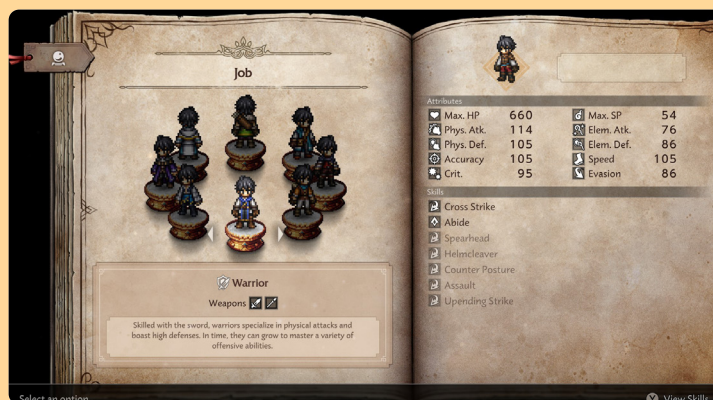 Job
Warrior
Weapons
Skilled with the sword, warriors specialize in physical attacks and
boast high defenses. In time, they can grow to master a variety of
offensive abilities.
Attributes
Max. HP 660 Max. SP 54
Phys. Atk. 114 Elem. Atk. 76
Phys. Def. 105 Elem. Def. 86
Accuracy 105 Speed 105
Crit. 95 Evasion 86
Skills
Cross Strike
Abide
Spearhead
Helmcleaver
Counter Posture
Assault
Upending Strike
Select an option
X View Skills